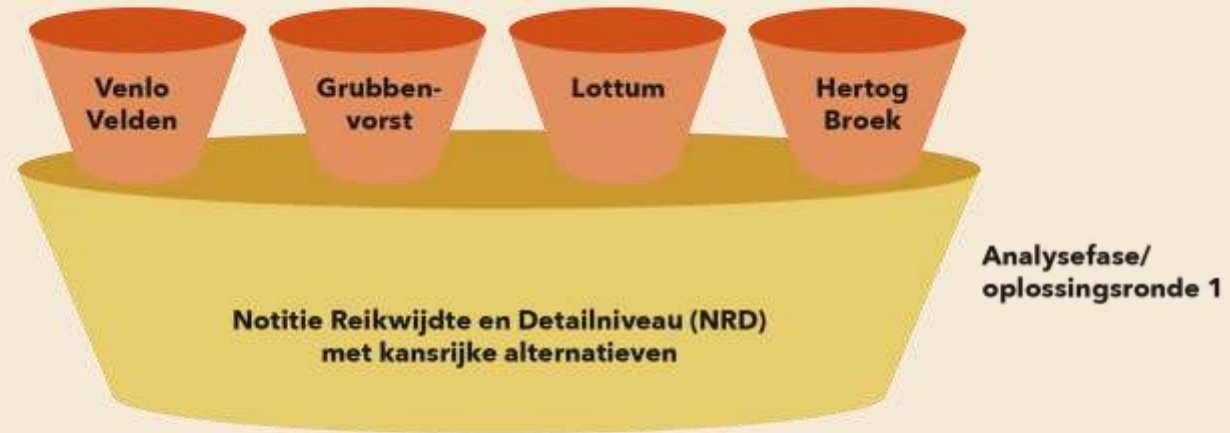 Venlo
Velden
Grubben-
vorst
Lottum
Hertog
Broek
Notitie Reikwijdte en Detailniveau (NRD)
met kansrijke alternatieven
Analysefase/
oplossingsronde 1